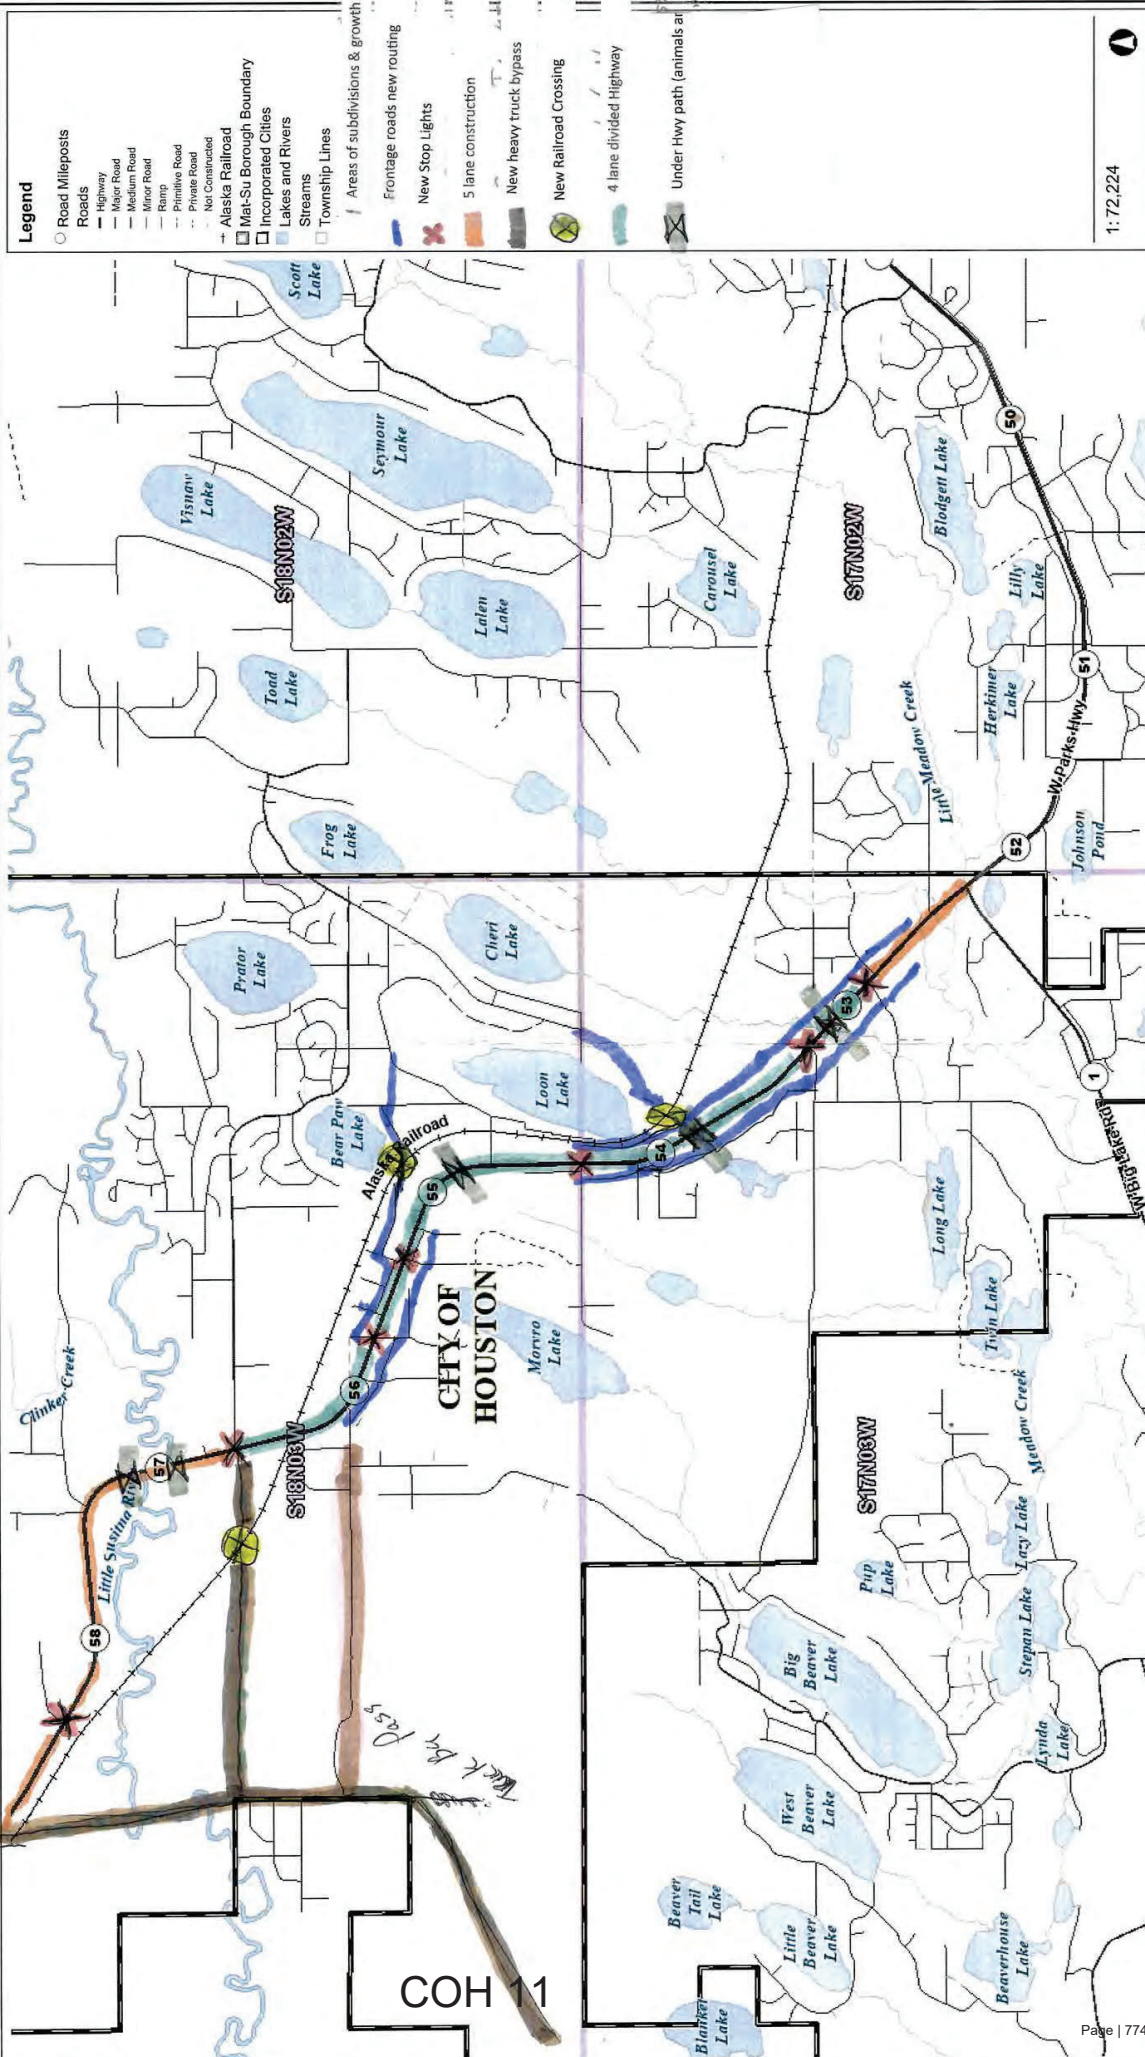 Legend
Road Mileposts
Roads
Highway
Major Road
Medium Road
Minor Road
Ramp
Primitive Road
Private Road
Not Constructed
Alaska Railroad
Mat-Su Borough Boundary
Incorporated Cities
Lakes and Rivers
Streams
Township Lines
Areas of subdivisions & growth
Frontage roads new routing
New Stop Lights
5 lane construction
New heavy truck bypass
New Railroad Crossing
4 lane divided Highway
Under Hwy path (animals ar
1: 72,224
Scott
Lake
Seymour
Lake
Visnaw
Lake
S18N02W
Lalen
Lake
Toad
Lake
Frog
Lake
Carousel
Lake
S17N02W
Blodgett Lake
Lilly
Lake
Herkimer
Lake
Little Meadow Creek
W Parks Hwy
Johnson
Pond
50
51
52
53
54
55
56
57
58
1
Prator
Lake
Cheri
Lake
Loon
Lake
Bear Paw
Lake
Alaska Railroad
CITY OF
HOUSTON
Morvro
Lake
Long Lake
Twin Lake
Meadow Creek
W Big Lake Rd
Clinker Creek
Little Susitna Riv
S18N03W
S17N03W
Pup
Lake
Lazy Lake
Stepan Lake
Lynda
Lake
Big
Beaver
Lake
West
Beaver
Lake
Beaver
Tail
Lake
Little
Beaver
Lake
Beaverhouse
Lake
Blanket
Lake
Truck By Pass
COH 11
Page | 774